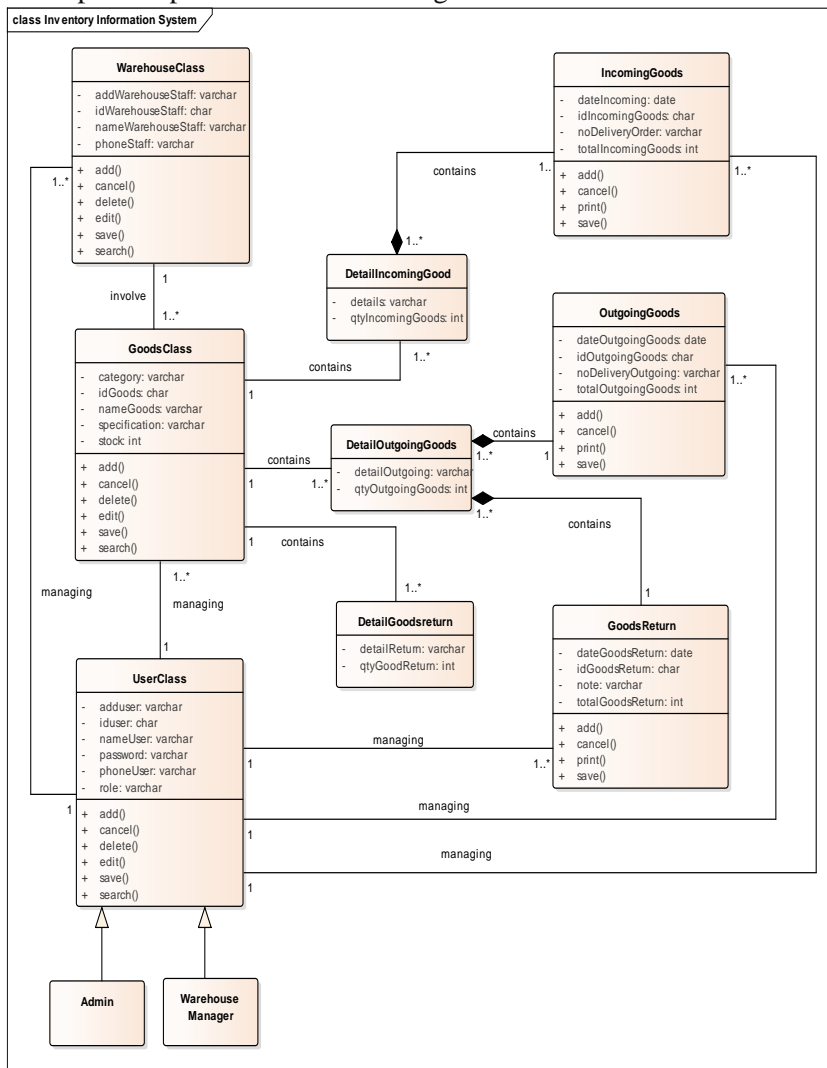 class Inventory Information System
WarehouseClass
- addWarehouseStaff: varchar
- idWarehouseStaff: char
- nameWarehouseStaff: varchar
- phoneStaff: varchar
+ add()
+ cancel()
+ delete()
+ edit()
+ save()
+ search()
IncomingGoods
- dateIncoming: date
- idIncomingGoods: char
- noDeliveryOrder: varchar
- totalIncomingGoods: int
+ add()
+ cancel()
+ print()
+ save()
1..*
contains
1..
1..*
1..*
DetailIncomingGood
- details: varchar
- qtyIncomingGoods: int
1
involve
1..*
GoodsClass
- category: varchar
- idGoods: char
- nameGoods: varchar
- specification: varchar
- stock: int
+ add()
+ cancel()
+ delete()
+ edit()
+ save()
+ search()
contains
1..*
1
OutgoingGoods
- dateOutgoingGoods: date
- idOutgoingGoods: char
- noDeliveryOutgoing: varchar
- totalOutgoingGoods: int
+ add()
+ cancel()
+ print()
+ save()
1..*
DetailOutgoingGoods
- detailOutgoing: varchar
- qtyOutgoingGoods: int
contains
1..*
1
contains
1
1..*
1..*
contains
1
contains
1
1..*
DetailGoodsreturn
- detailReturn: varchar
- qtyGoodReturn: int
GoodsReturn
- dateGoodsReturn: date
- idGoodsReturn: char
- note: varchar
- totalGoodsReturn: int
+ add()
+ cancel()
+ print()
+ save()
managing
1..*
managing
1
UserClass
- adduser: varchar
- iduser: char
- nameUser: varchar
- password: varchar
- phoneUser: varchar
- role: varchar
+ add()
+ cancel()
+ delete()
+ edit()
+ save()
+ search()
managing
1
1..*
1
managing
1
managing
1
Admin
Warehouse
Manager